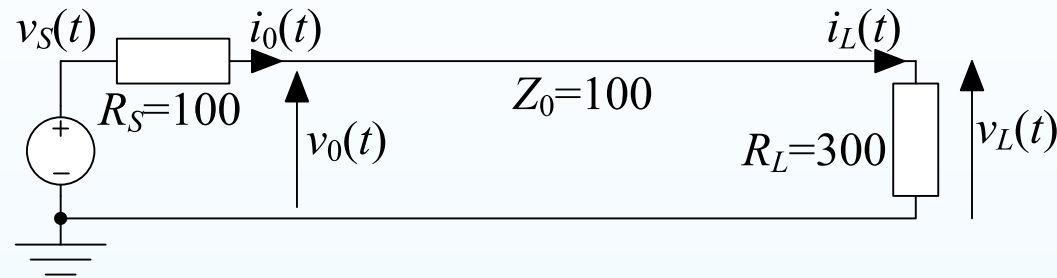 vS(t) i0(t) iL(t)
RS=100 Z0=100
+
− v0(t) RL=300 vL(t)